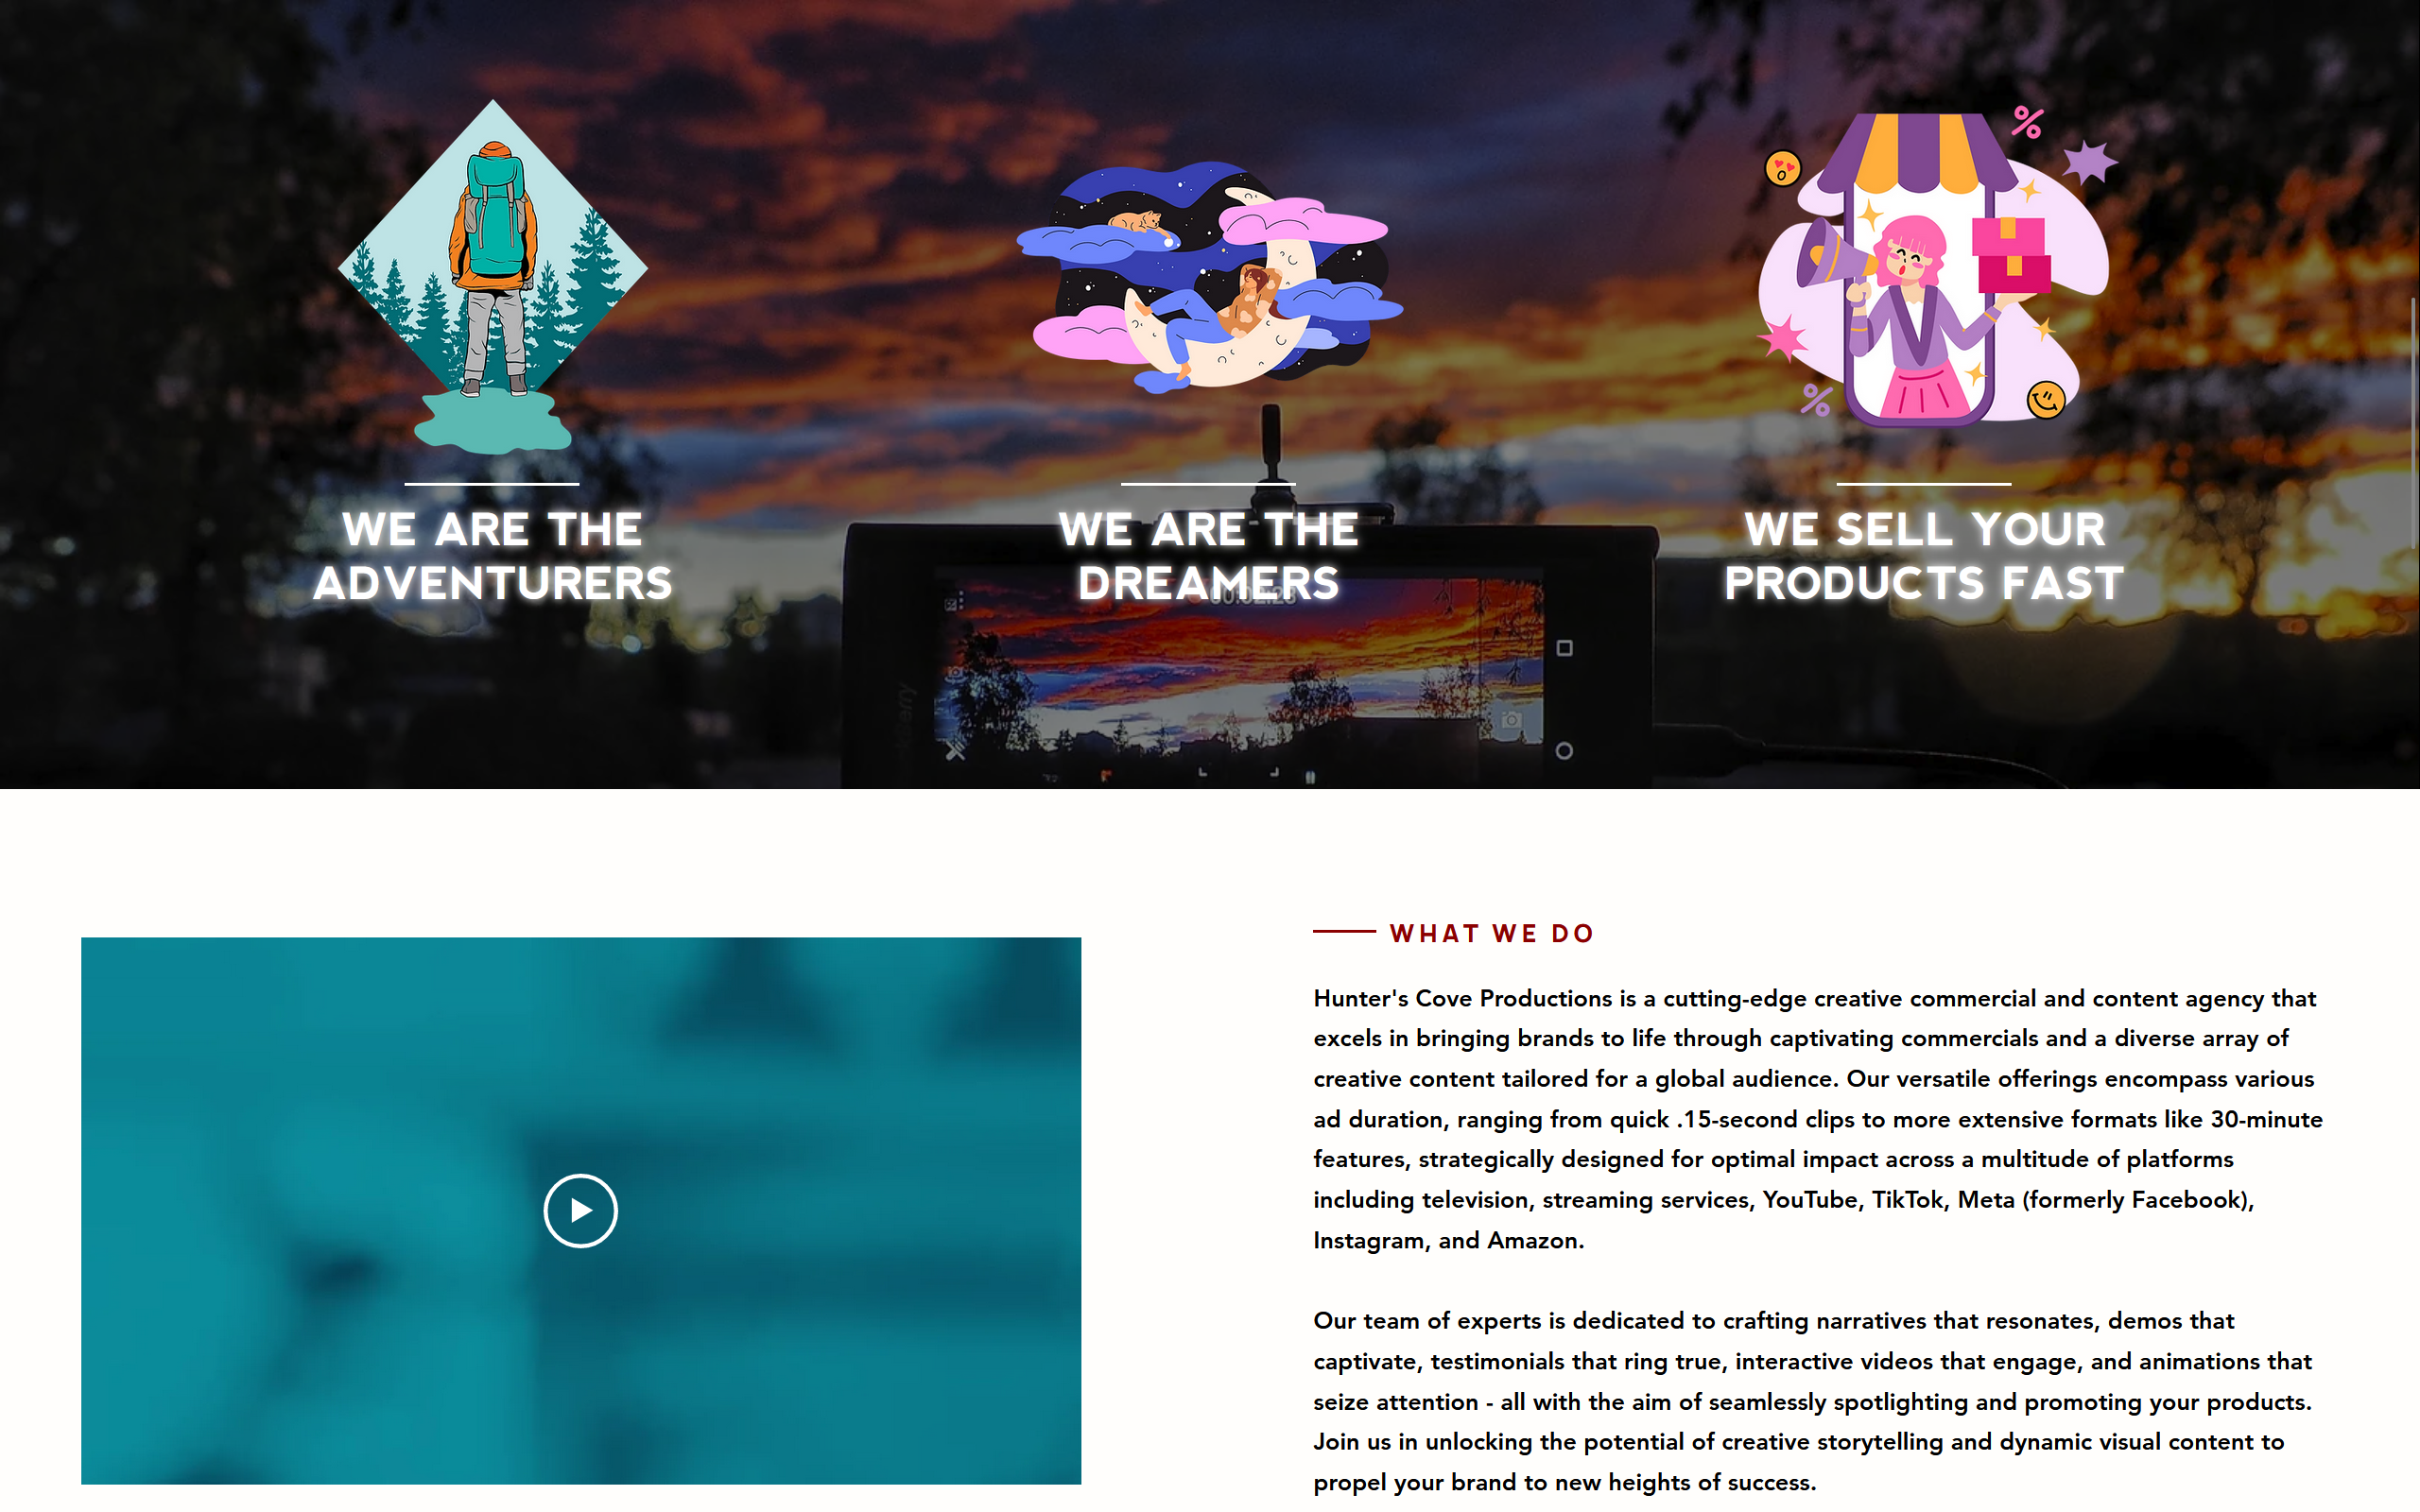 WE ARE THE
ADVENTURERS
WE ARE THE
DREAMERS
00:02:23
WE SELL YOUR
PRODUCTS FAST
WHAT WE DO
Hunter's Cove Productions is a cutting-edge creative commercial and content agency that
excels in bringing brands to life through captivating commercials and a diverse array of
creative content tailored for a global audience. Our versatile offerings encompass various
ad duration, ranging from quick .15-second clips to more extensive formats like 30-minute
features, strategically designed for optimal impact across a multitude of platforms
including television, streaming services, YouTube, TikTok, Meta (formerly Facebook),
Instagram, and Amazon.
Our team of experts is dedicated to crafting narratives that resonates, demos that
captivate, testimonials that ring true, interactive videos that engage, and animations that
seize attention - all with the aim of seamlessly spotlighting and promoting your products.
Join us in unlocking the potential of creative storytelling and dynamic visual content to
propel your brand to new heights of success.